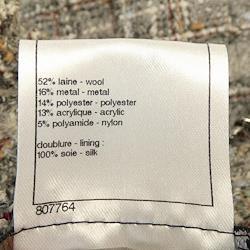 52% laine - wool
16% metal - metal
14% polyester - polyester
13% acrylique - acrylic
5% polyamide - nylon
doublure - lining :
100% soie - silk
807764